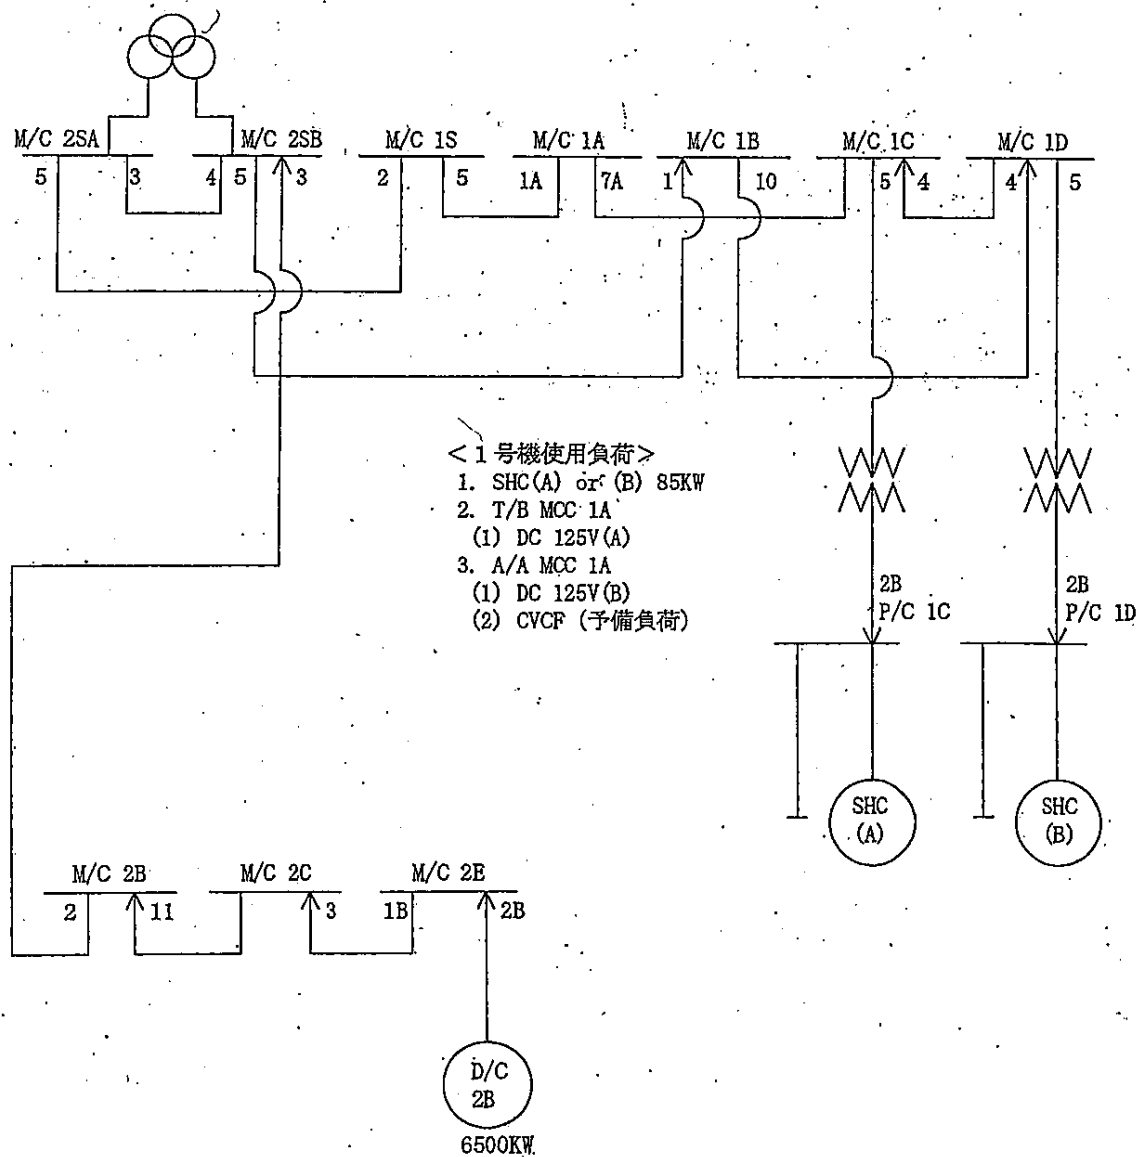 M/C 2SA
M/C 2SB
M/C 1S
M/C 1A
M/C 1B
M/C 1C
M/C 1D
5
3
4
5
3
2
5
1A
7A
1
10
5
4
4
5
<1号機使用負荷>
1. SHC(A) or (B) 85KW
2. T/B MCC 1A
(1) DC 125V(A)
3. A/A MCC 1A
(1) DC 125V(B)
(2) CVCF (予備負荷)
2B
P/C 1C
2B
P/C 1D
SHC
(A)
SHC
(B)
M/C 2B
M/C 2C
M/C 2E
2
11
3
1B
2B
D/C
2B
6500KW